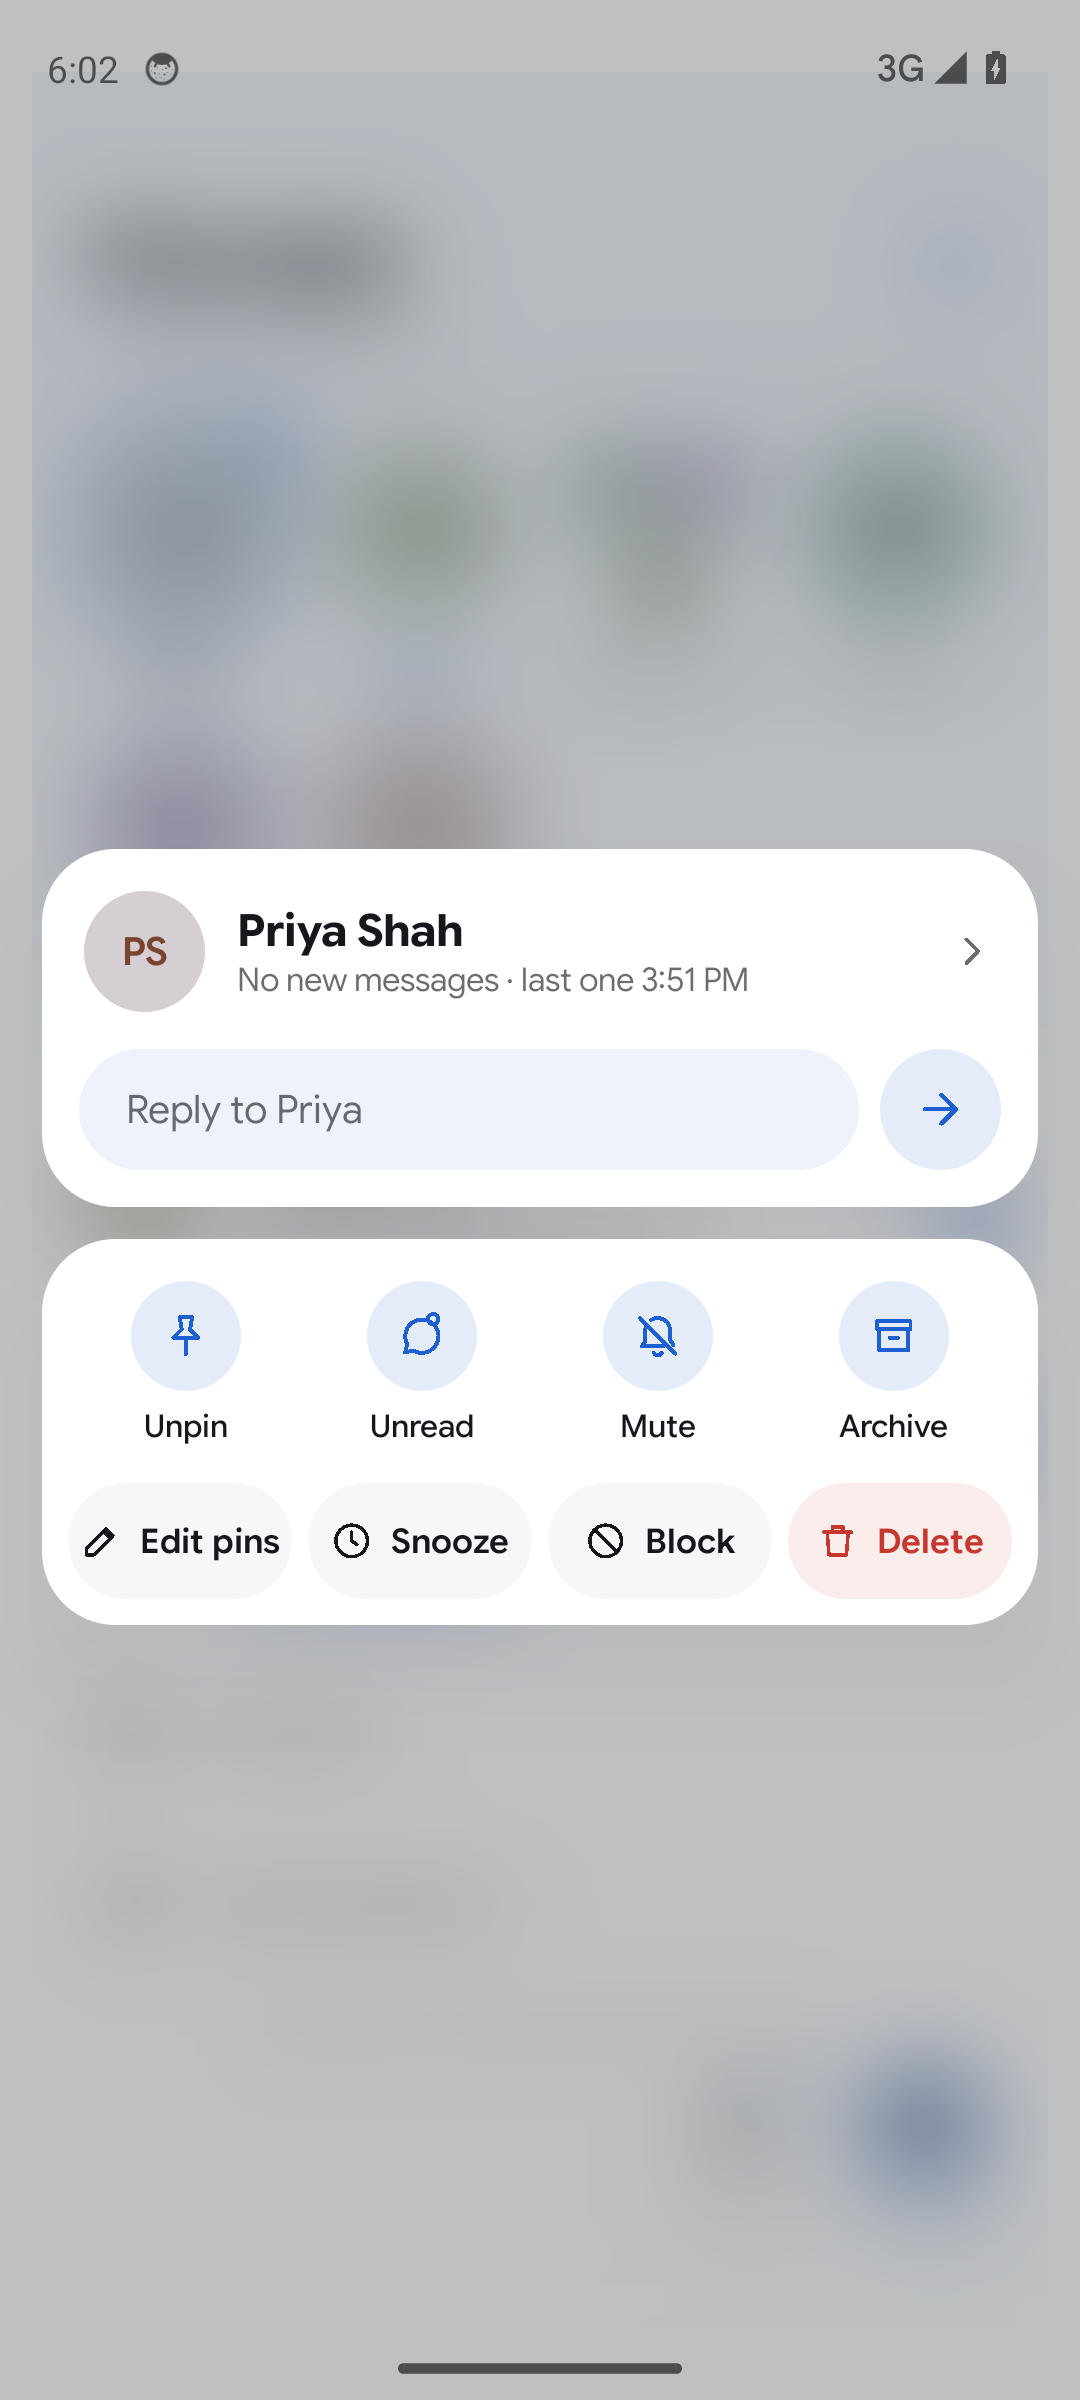 6:02
3G
PS
Priya Shah
No new messages · last one 3:51 PM
Reply to Priya
Unpin
Unread
Mute
Archive
Edit pins
Snooze
Block
Delete